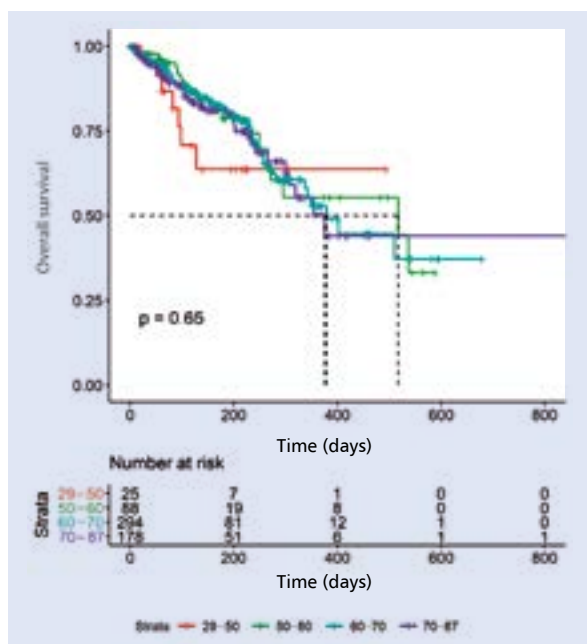 1.00
0.75
0.50
0.25
0.00
Overall survival
p = 0.65
0 200 400 600 800
Time (days)
Number at risk
Strata
29-50 25 7 1 0 0
50-60 88 19 8 0 0
60-70 294 81 12 1 0
70-87 178 51 6 1 1
0 200 400 600 800
Time (days)
Strata 29-50 50-60 60-70 70-87